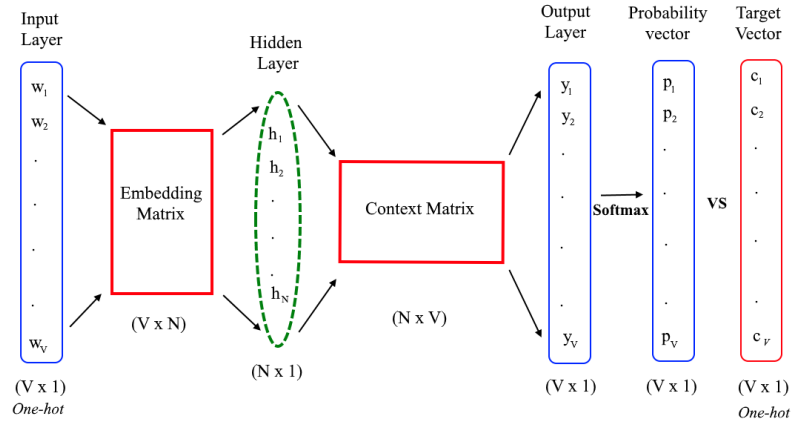 Input
Layer
w1
w2
.
.
.
.
wV
(V x 1)
One-hot
Embedding
Matrix
(V x N)
Hidden
Layer
h1
h2
.
.
.
hN
(N x 1)
Context Matrix
(N x V)
Output
Layer
y1
y2
.
.
.
.
yV
(V x 1)
Softmax
Probability
vector
p1
p2
.
.
.
.
pV
(V x 1)
VS
Target
Vector
c1
c2
.
.
.
.
cV
(V x 1)
One-hot